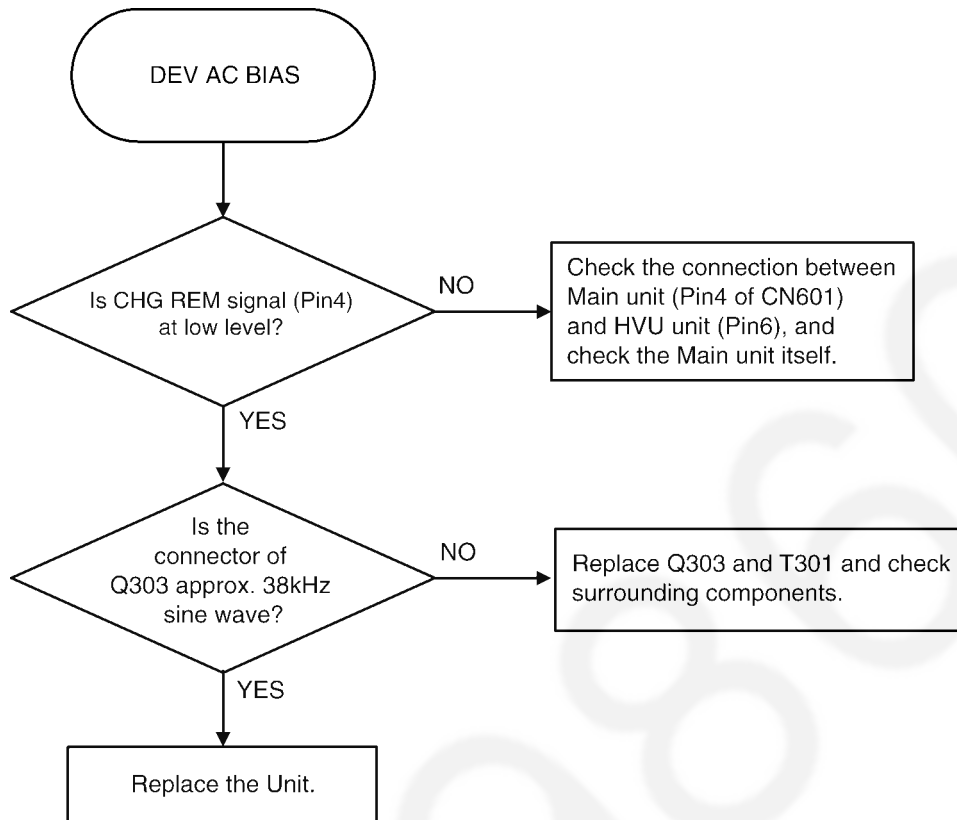 DEV AC BIAS
Is CHG REM signal (Pin4)
at low level?
NO
Check the connection between
Main unit (Pin4 of CN601)
and HVU unit (Pin6), and
check the Main unit itself.
YES
Is the
connector of
Q303 approx. 38kHz
sine wave?
NO
Replace Q303 and T301 and check
surrounding components.
YES
Replace the Unit.